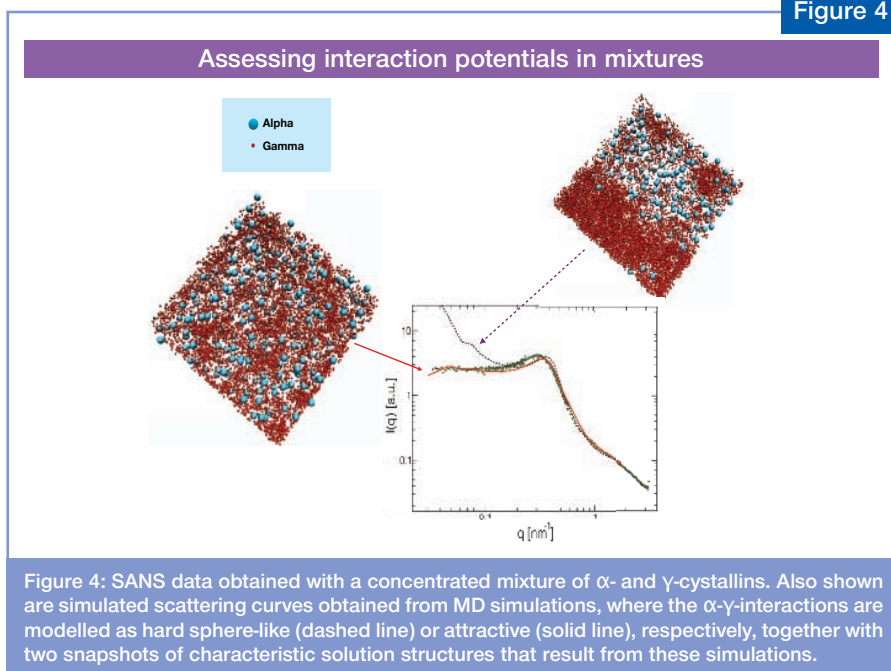 Figure 4
Assessing interaction potentials in mixtures
Alpha
Gamma
10
1
0.1
I(q) [a.u.]
0.1
1
q [nm⁻¹]
Figure 4: SANS data obtained with a concentrated mixture of α- and γ-cystallins. Also shown
are simulated scattering curves obtained from MD simulations, where the α-γ-interactions are
modelled as hard sphere-like (dashed line) or attractive (solid line), respectively, together with
two snapshots of characteristic solution structures that result from these simulations.